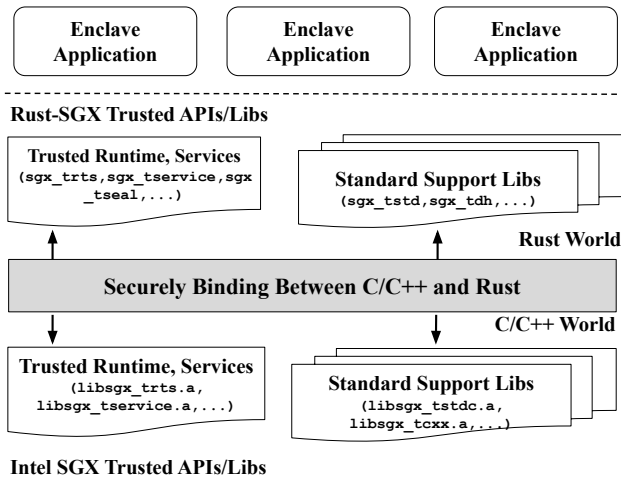 Enclave
Application
Enclave
Application
Enclave
Application
Rust-SGX Trusted APIs/Libs
Trusted Runtime, Services
(sgx_trts,sgx_tservice,sgx
_tseal,...)
Standard Support Libs
(sgx_tstd,sgx_tdh,...)
Rust World
Securely Binding Between C/C++ and Rust
C/C++ World
Trusted Runtime, Services
(libsgx_trts.a,
libsgx_tservice.a,...)
Standard Support Libs
(libsgx_tstdc.a,
libsgx_tcxx.a,...)
Intel SGX Trusted APIs/Libs